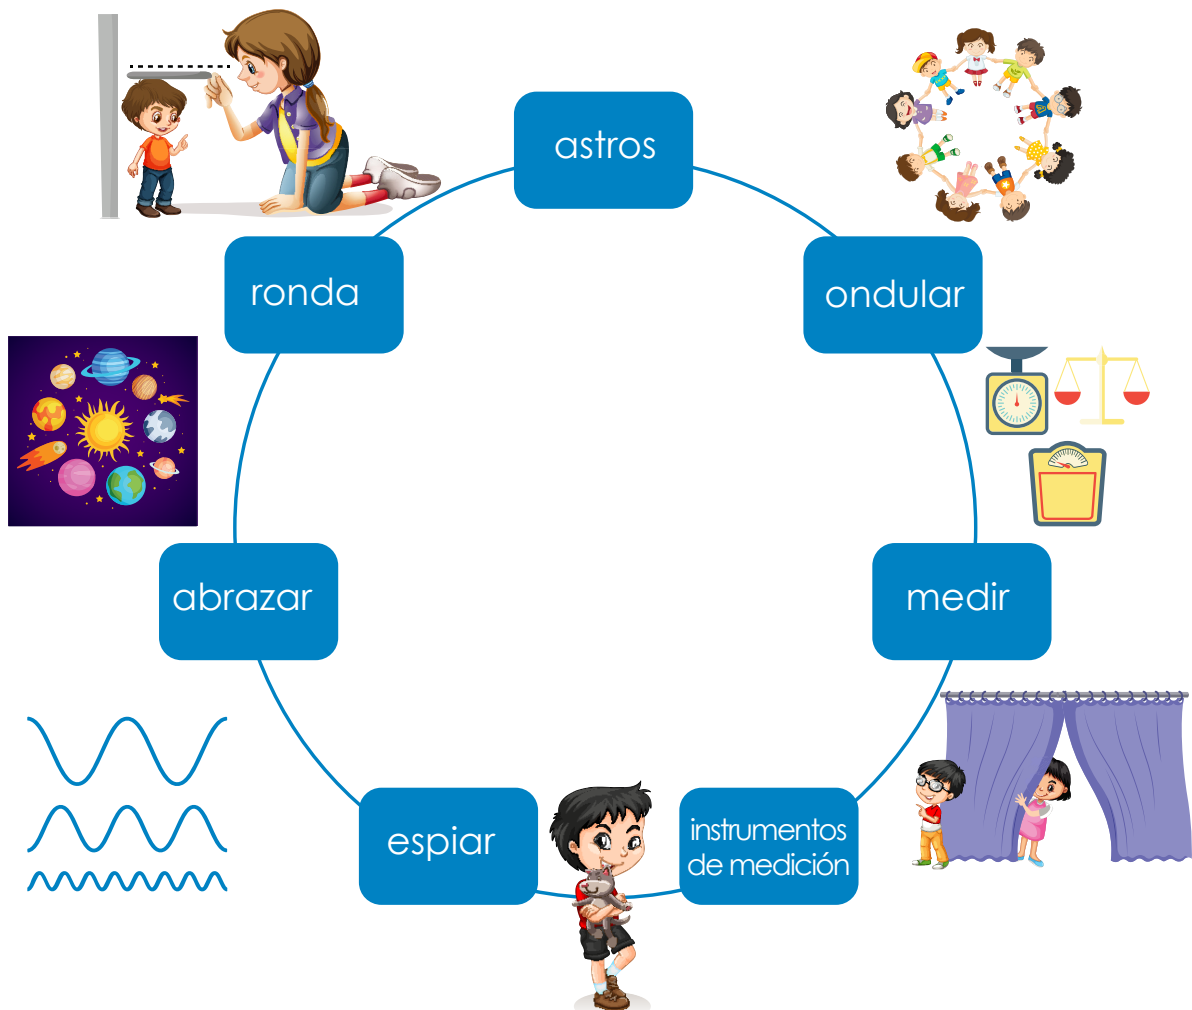 astros
ronda
ondular
abrazar
medir
espiar
instrumentos
de medición